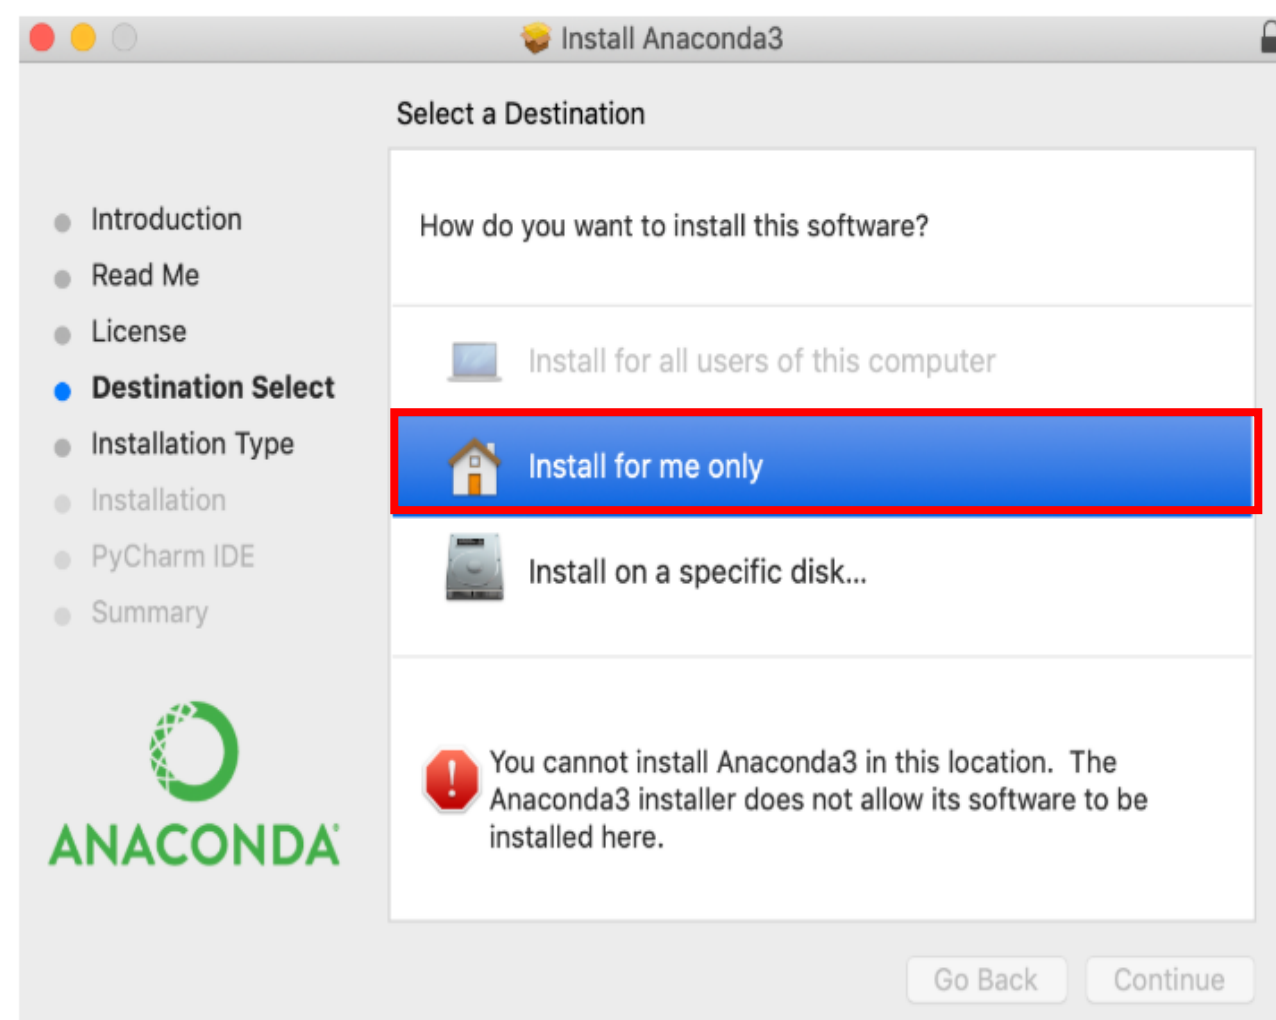 Install Anaconda3
Select a Destination
Introduction
Read Me
License
Destination Select
Installation Type
Installation
PyCharm IDE
Summary
ANACONDA
How do you want to install this software?
Install for all users of this computer
Install for me only
Install on a specific disk...
You cannot install Anaconda3 in this location.  The
Anaconda3 installer does not allow its software to be
installed here.
Go Back
Continue